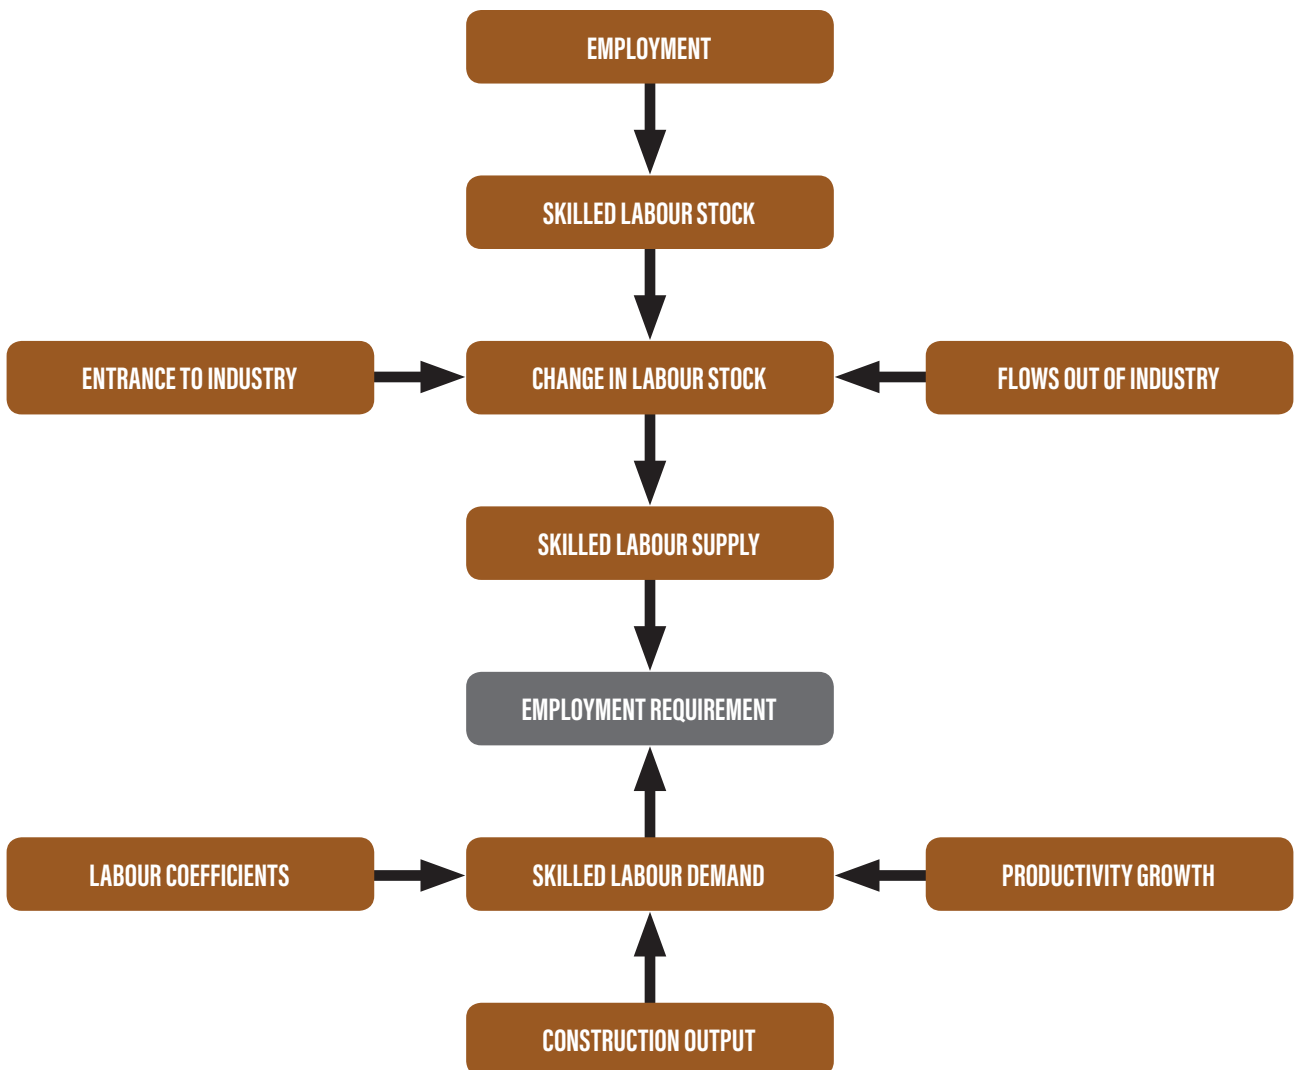 EMPLOYMENT
SKILLED LABOUR STOCK
ENTRANCE TO INDUSTRY
CHANGE IN LABOUR STOCK
FLOWS OUT OF INDUSTRY
SKILLED LABOUR SUPPLY
EMPLOYMENT REQUIREMENT
LABOUR COEFFICIENTS
SKILLED LABOUR DEMAND
PRODUCTIVITY GROWTH
CONSTRUCTION OUTPUT